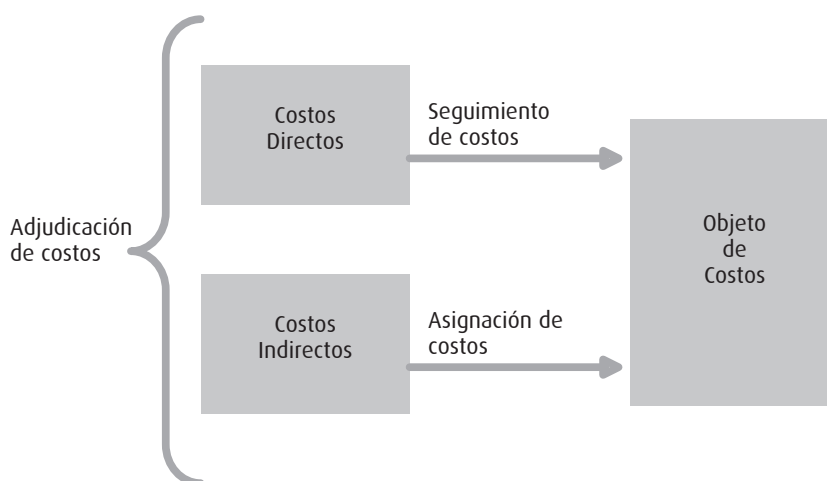 Adjudicación
de costos
Costos
Directos
Seguimiento
de costos
Costos
Indirectos
Asignación de
costos
Objeto
de
Costos